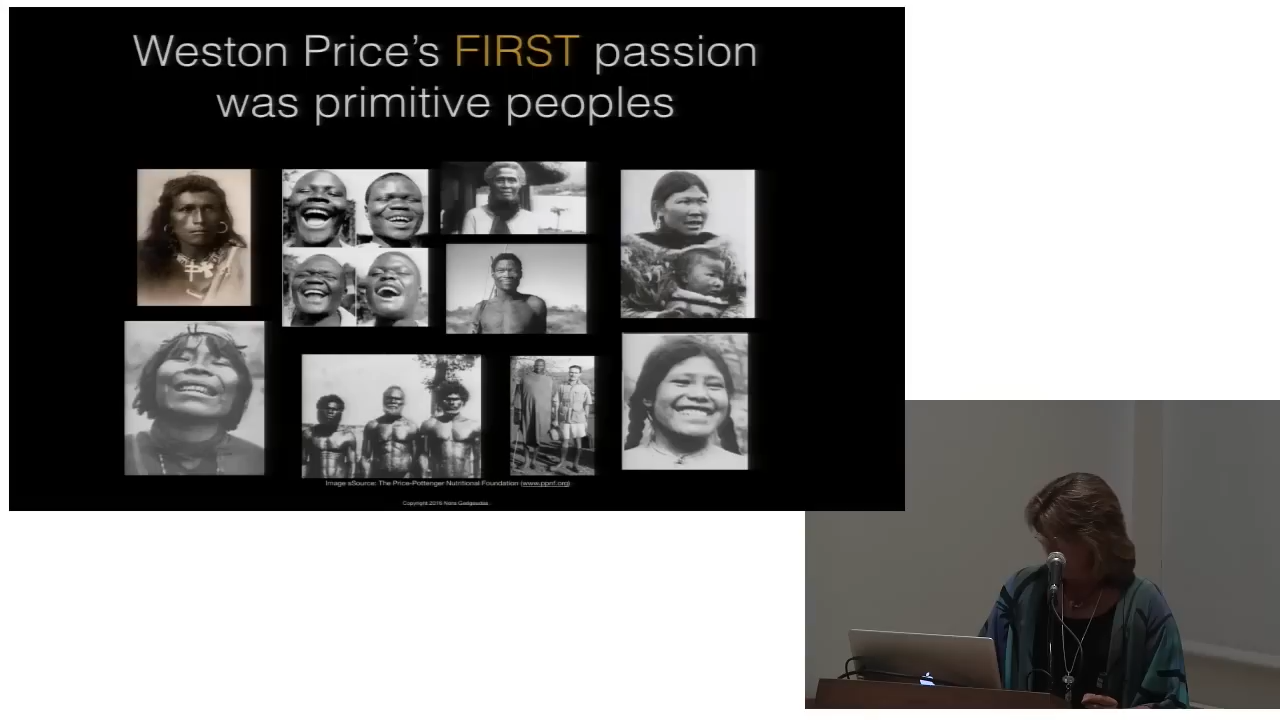 Weston Price's FIRST passion
was primitive peoples
Image sSource: The Price-Pottenger Nutritional Foundation (www.ppnf.org)
Copyright 2016 Nora Gedgaudas